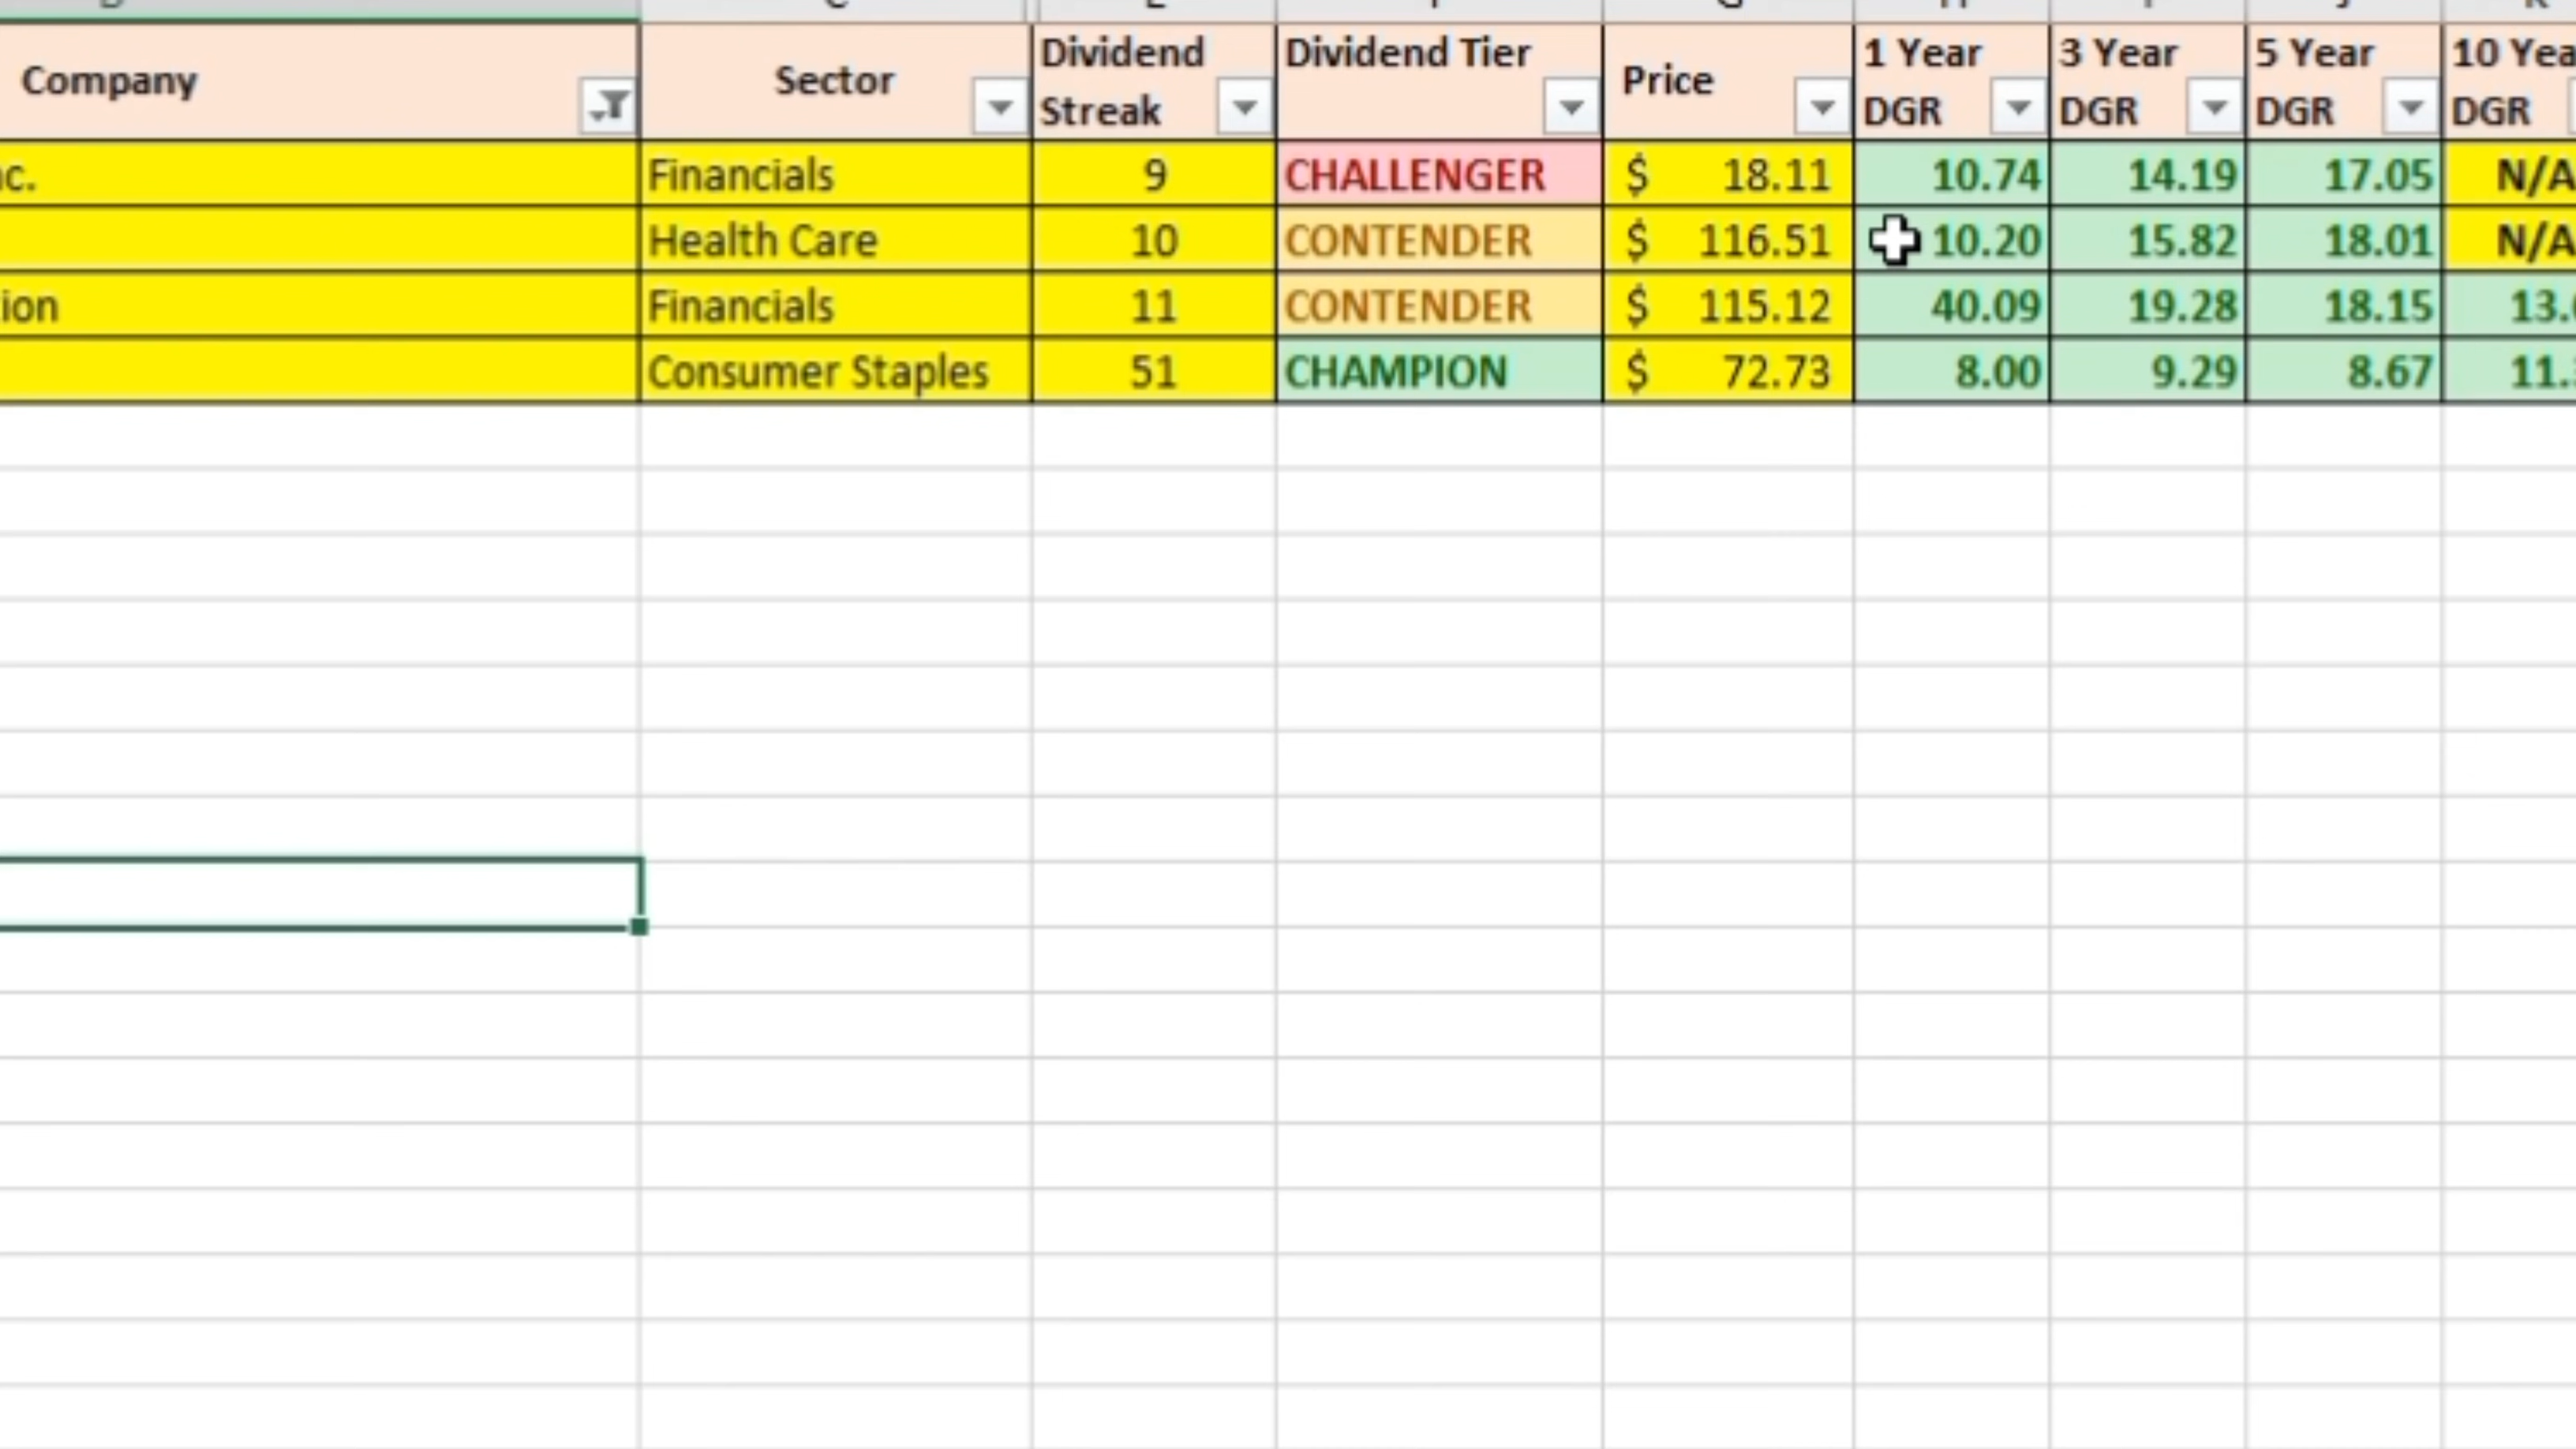 Company Sector Dividend Streak Dividend Tier Price 1 Year DGR 3 Year DGR 5 Year DGR 10 Yea DGR
nc. Financials 9 CHALLENGER $ 18.11 10.74 14.19 17.05 N/A
Health Care 10 CONTENDER $ 116.51 10.20 15.82 18.01 N/A
ion Financials 11 CONTENDER $ 115.12 40.09 19.28 18.15 13.
Consumer Staples 51 CHAMPION $ 72.73 8.00 9.29 8.67 11.